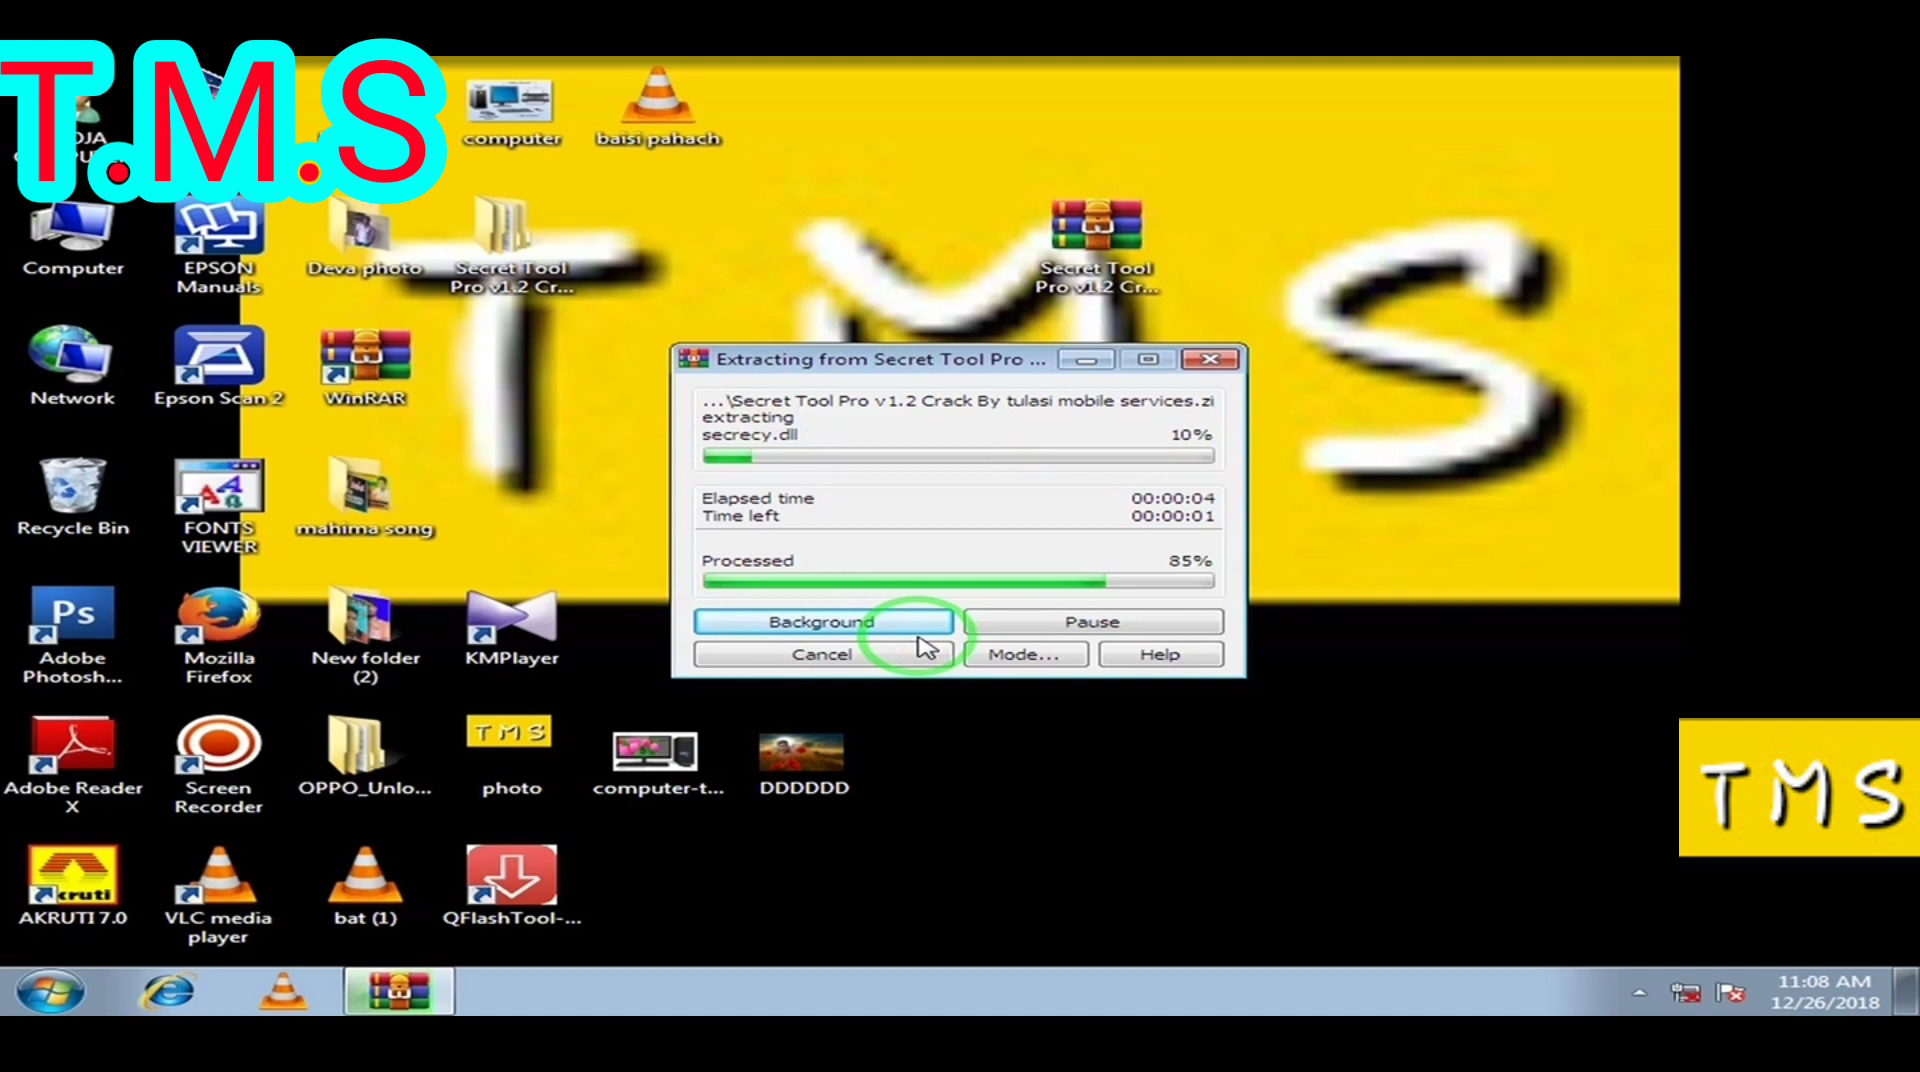 T.M.S
computer
baisi pahach
Computer
EPSON
Manuals
Deva photo
Secret Tool
Pro v1.2 Cr...
Secret Tool
Pro v1.2 Cr...
T M S
Network
Epson Scan 2
WinRAR
Extracting from Secret Tool Pro ...
...\Secret Tool Pro v1.2 Crack By tulasi mobile services.zi
extracting
secrecy.dll 10%
Elapsed time 00:00:04
Time left 00:00:01
Processed 85%
Background
Pause
Cancel
Mode...
Help
Recycle Bin
FONTS
VIEWER
mahima song
Ps
Adobe
Photosh...
Mozilla
Firefox
New folder
(2)
KMPlayer
Adobe Reader
X
Screen
Recorder
OPPO_Unlo...
T M S
photo
computer-t...
DDDDDD
T M S
kruti
AKRUTI 7.0
VLC media
player
bat (1)
QFlashTool-...
11:08 AM
12/26/2018